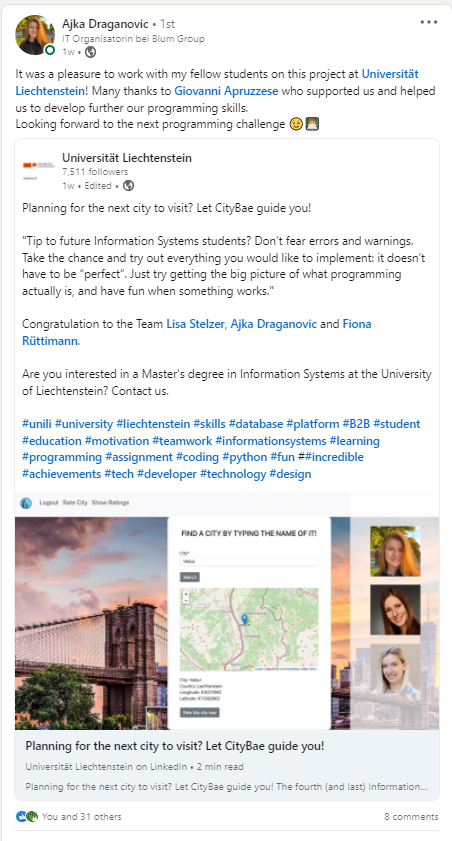 Ajka Draganovic • 1st
IT Organisatorin bei Blum Group
1w •
It was a pleasure to work with my fellow students on this project at Universität
Liechtenstein! Many thanks to Giovanni Apruzzese who supported us and helped
us to develop further our programming skills.
Looking forward to the next programming challenge 😉👩‍💻
Universität Liechtenstein
7,511 followers
1w • Edited •
Planning for the next city to visit? Let CityBae guide you!
"Tip to future Information Systems students? Don't fear errors and warnings.
Take the chance and try out everything you would like to implement: it doesn't
have to be “perfect”. Just try getting the big picture of what programming
actually is, and have fun when something works."
Congratulation to the Team Lisa Stelzer, Ajka Draganovic and Fiona
Rüttimann.
Are you interested in a Master's degree in Information Systems at the University
of Liechtenstein? Contact us.
#unili #university #liechtenstein #skills #database #platform #B2B #student
#education #motivation #teamwork #informationsystems #learning
#programming #assignment #coding #python #fun ##incredible
#achievements #tech #developer #technology #design
Logout Rate City Show Ratings
FIND A CITY BY TYPING THE NAME OF IT!
City*
Vaduz
Search
City: Vaduz
Country: Liechtenstein
Rate this city now
Planning for the next city to visit? Let CityBae guide you!
Universität Liechtenstein on LinkedIn • 2 min read
Planning for the next city to visit? Let CityBae guide you! The fourth (and last) Information...
You and 31 others
8 comments